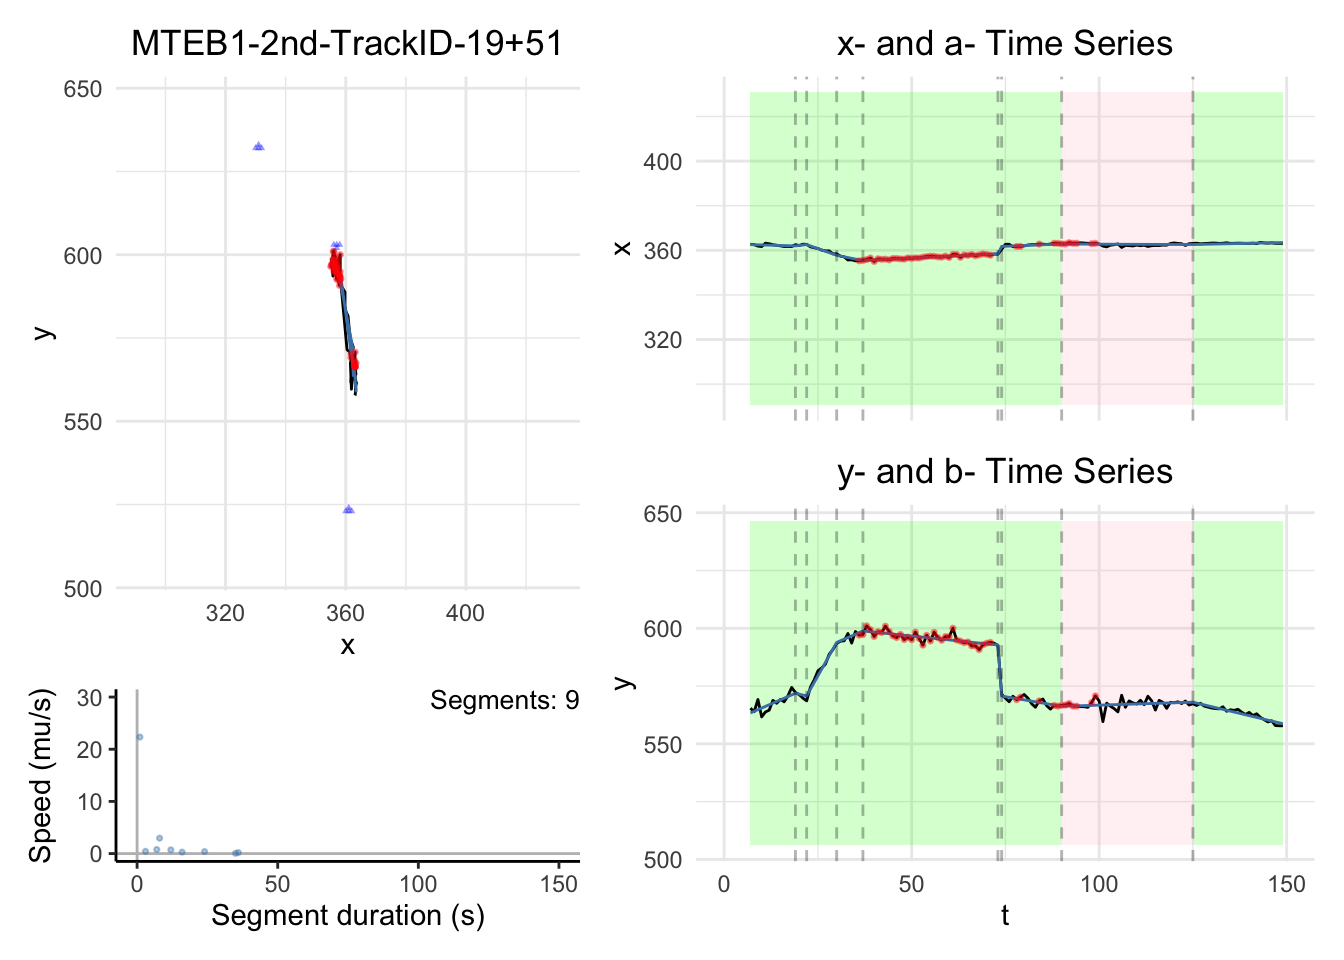 MTEB1-2nd-TrackID-19+51
650
600
550
500
y
320
360
400
x
Segments: 9
30
20
10
0
Speed (mu/s)
0
50
100
150
Segment duration (s)
x- and a- Time Series
400
360
320
x
y- and b- Time Series
650
600
550
500
y
0
50
100
150
t